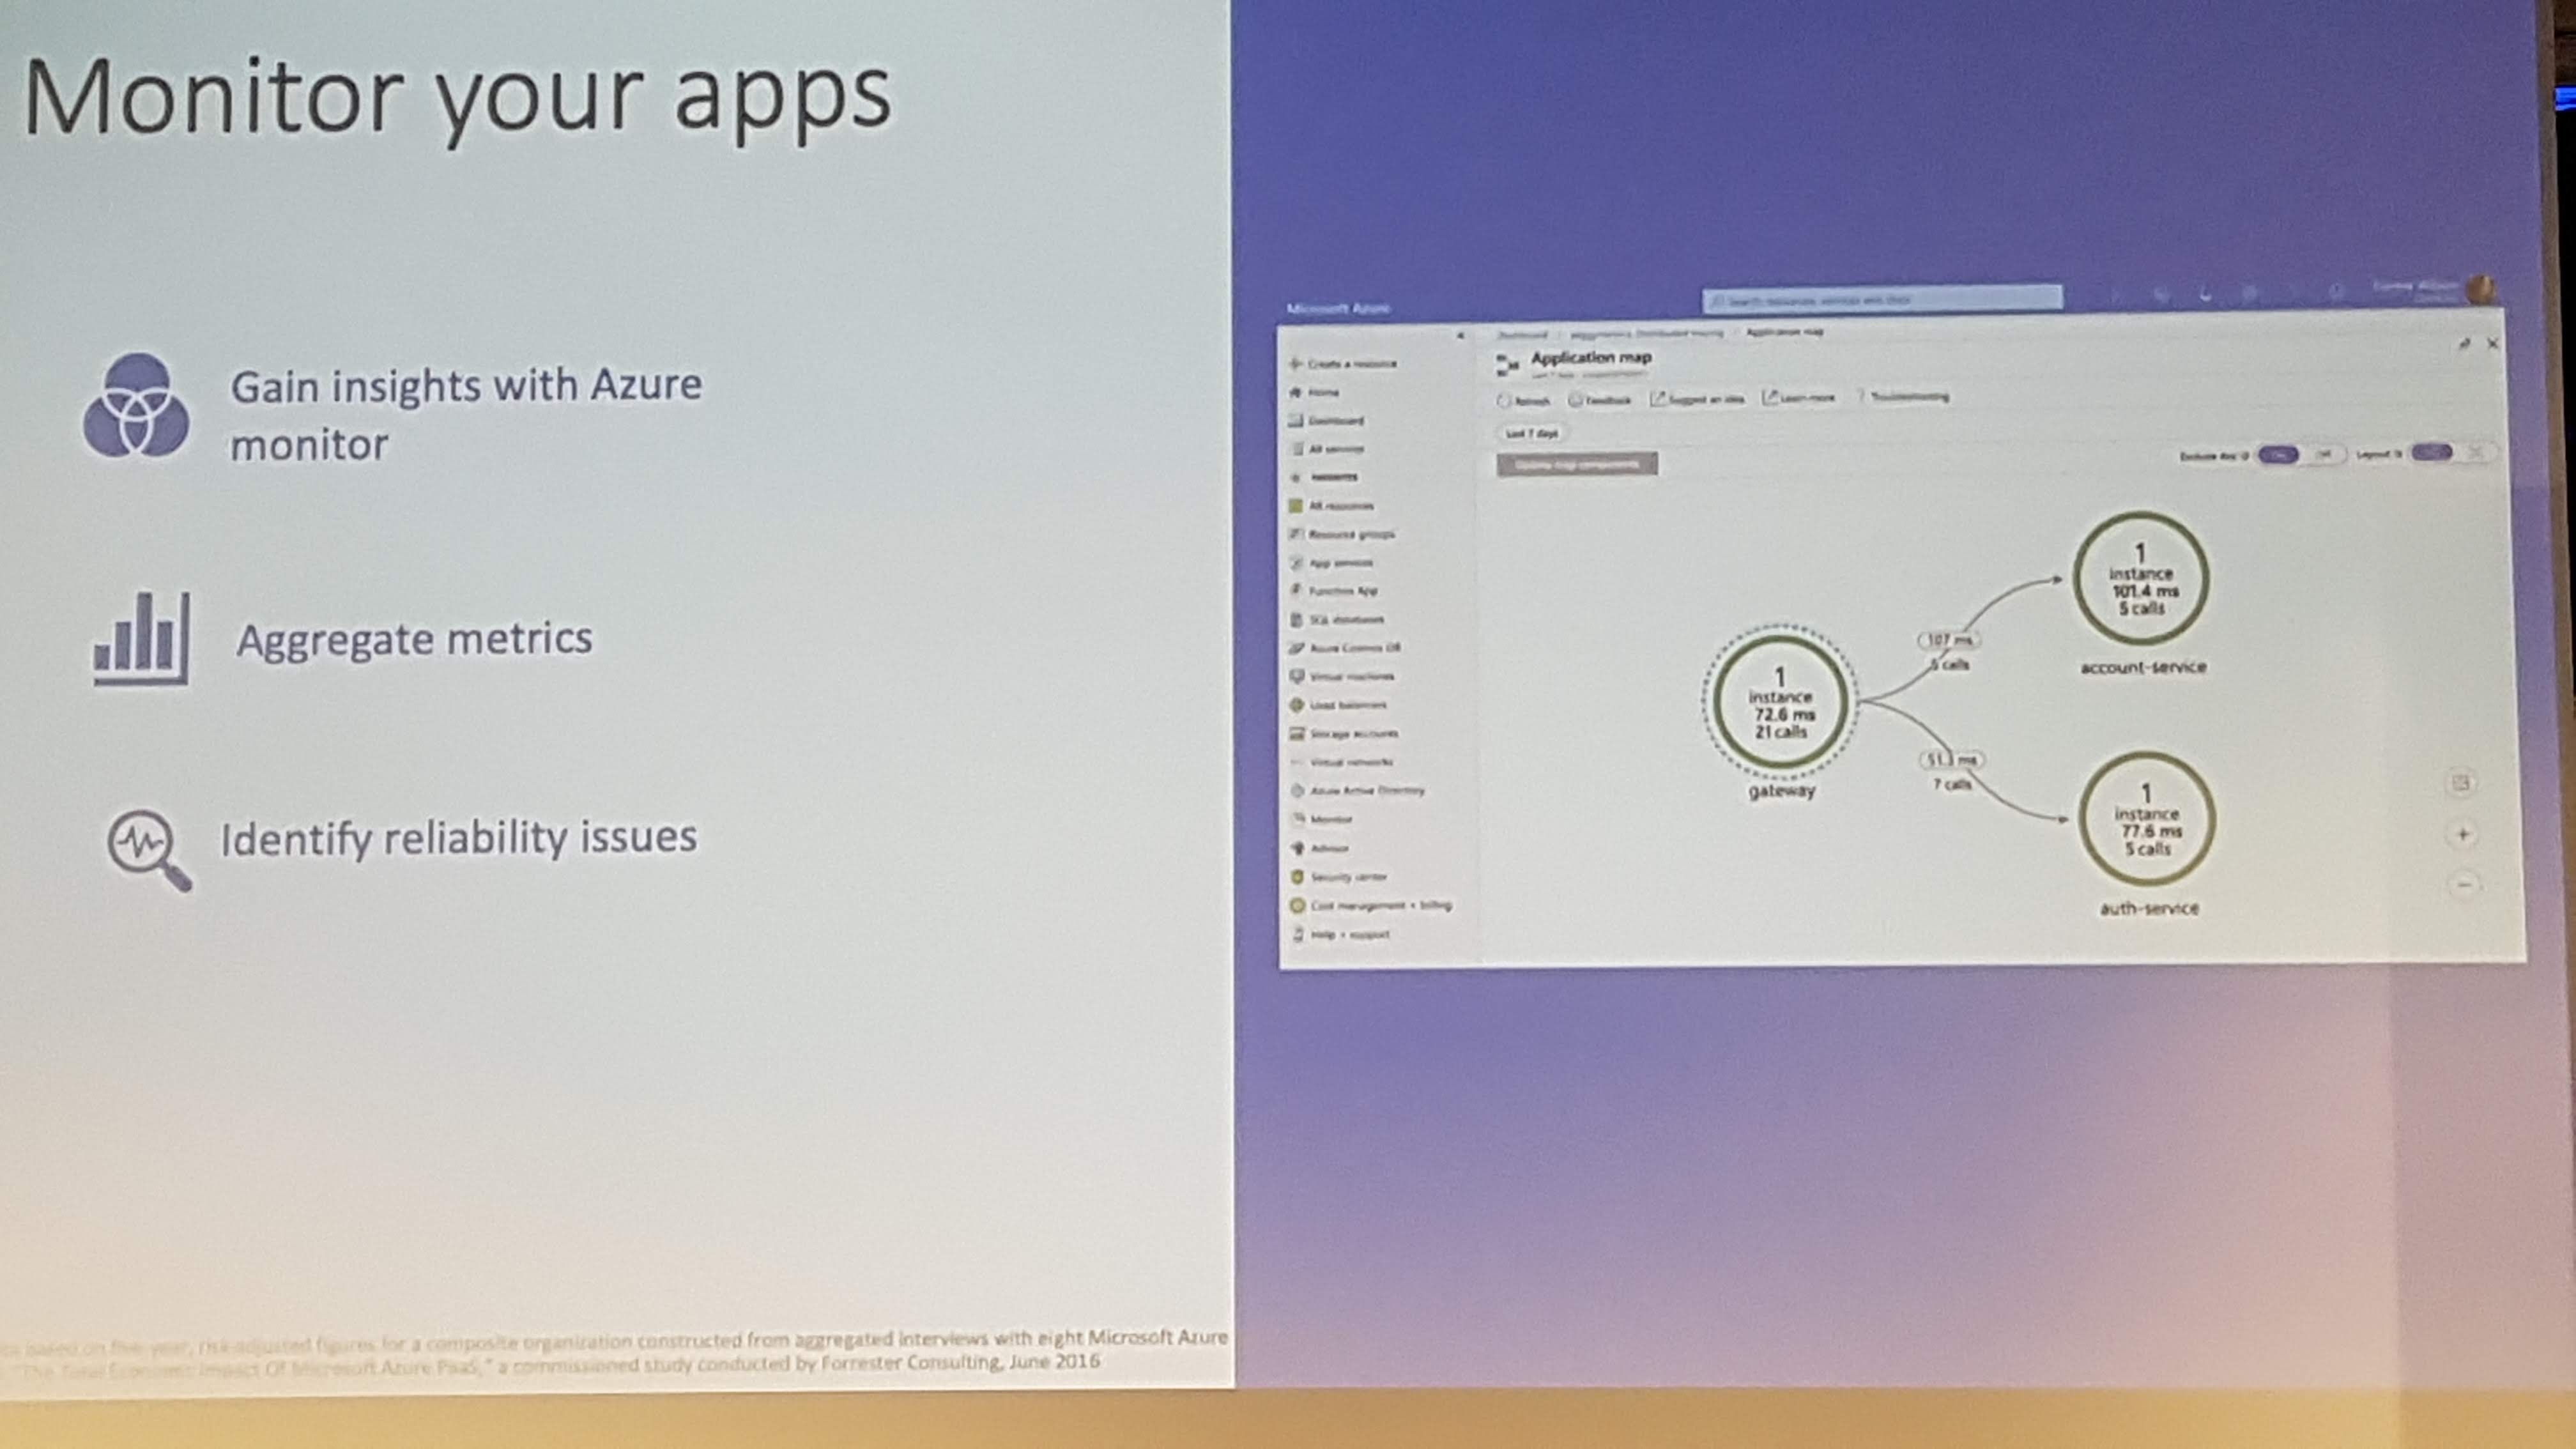 Monitor your apps
Gain insights with Azure
monitor
Aggregate metrics
Identify reliability issues
based on five-year, risk-adjusted figures for a composite organization constructed from aggregated interviews with eight Microsoft Azure
"The Total Economic Impact Of Microsoft Azure PaaS," a commissioned study conducted by Forrester Consulting, June 2016
Microsoft Azure
Application map
Application map
Refresh Feedback Suggest an idea Learn more Troubleshooting
Last 7 days
Create a resource
Home
Dashboard
All services
All resources
Resource groups
App services
Function App
SQL databases
Azure Cosmos DB
Virtual machines
Load balancers
Storage accounts
Virtual networks
Azure Active Directory
Monitor
Advisor
Security center
Cost management + billing
Help + support
1
instance
72.6 ms
21 calls
gateway
107 ms
5 calls
7 calls
1
instance
101.4 ms
5 calls
account-service
1
instance
77.6 ms
5 calls
auth-service